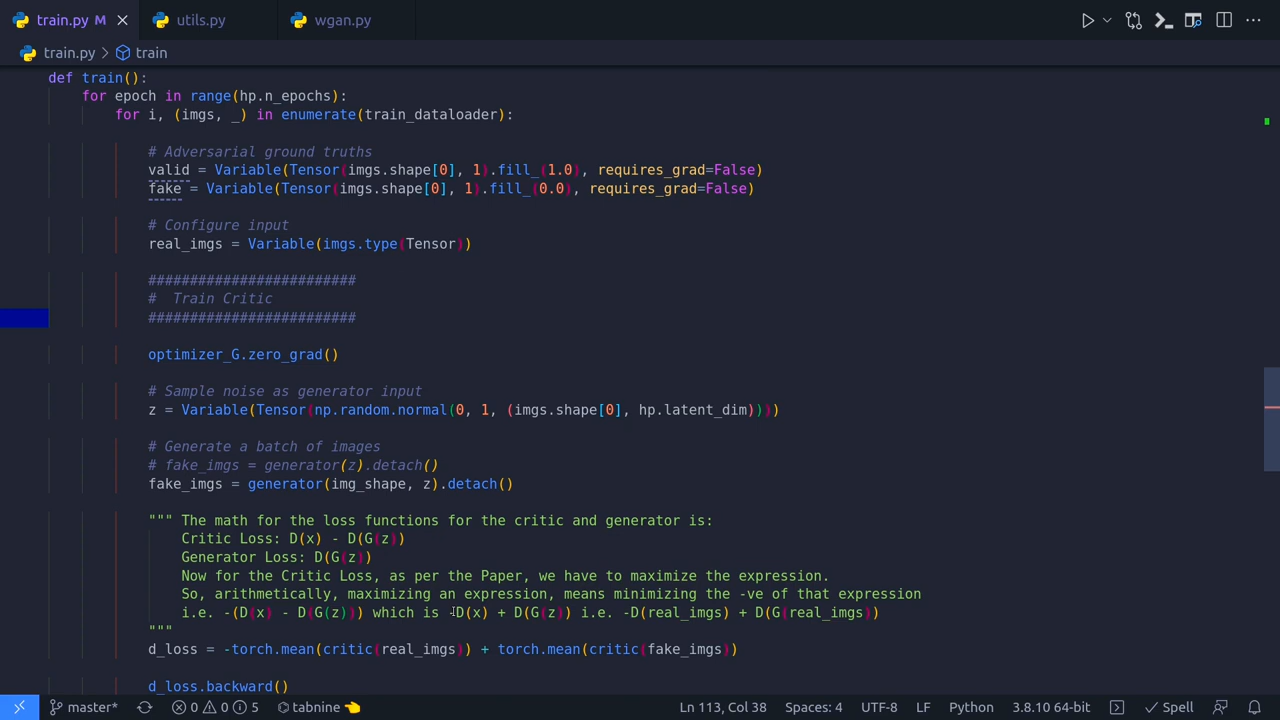 train.py M
utils.py
wgan.py
train.py > train
def train():
for epoch in range(hp.n_epochs):
for i, (imgs, _) in enumerate(train_dataloader):
# Adversarial ground truths
valid = Variable(Tensor(imgs.shape[0], 1).fill_(1.0), requires_grad=False)
fake = Variable(Tensor(imgs.shape[0], 1).fill_(0.0), requires_grad=False)
# Configure input
real_imgs = Variable(imgs.type(Tensor))
#########################
#  Train Critic
#########################
optimizer_G.zero_grad()
# Sample noise as generator input
z = Variable(Tensor(np.random.normal(0, 1, (imgs.shape[0], hp.latent_dim))))
# Generate a batch of images
# fake_imgs = generator(z).detach()
fake_imgs = generator(img_shape, z).detach()
""" The math for the loss functions for the critic and generator is:
Critic Loss: D(x) - D(G(z))
Generator Loss: D(G(z))
Now for the Critic Loss, as per the Paper, we have to maximize the expression.
So, arithmetically, maximizing an expression, means minimizing the -ve of that expression
i.e. -(D(x) - D(G(z))) which is -D(x) + D(G(z)) i.e. -D(real_imgs) + D(G(real_imgs))
"""
d_loss = -torch.mean(critic(real_imgs)) + torch.mean(critic(fake_imgs))
d_loss.backward()
master* 0 0 5 tabnine Ln 113, Col 38 Spaces: 4 UTF-8 LF Python 3.8.10 64-bit Spell